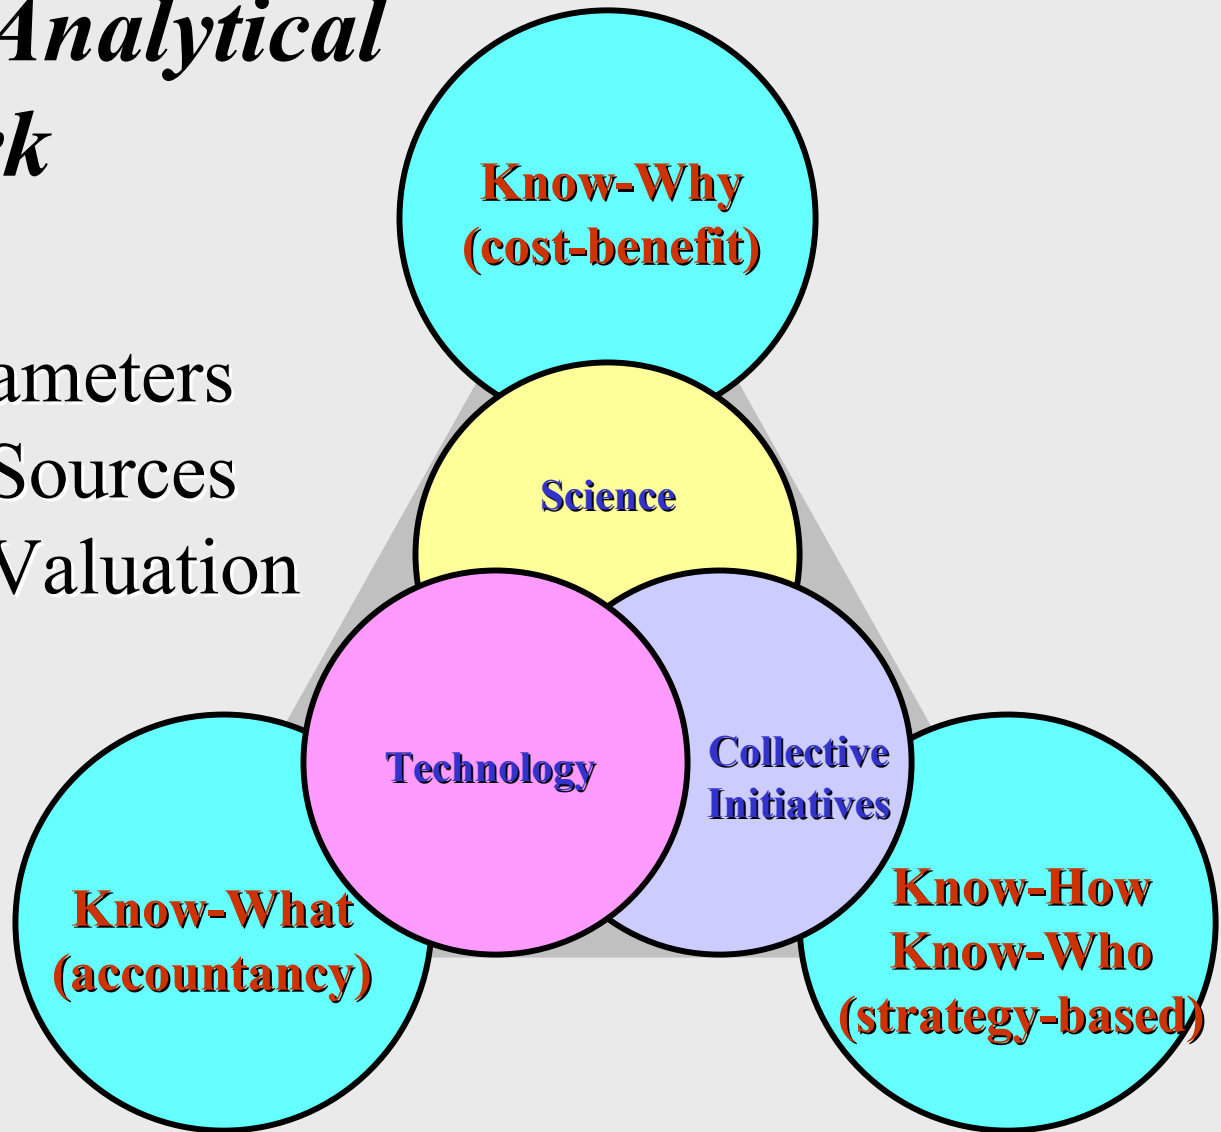 Analytical
rk
ameters
Sources
Valuation
Know-Why
(cost-benefit)
Science
Technology
Collective
Initiatives
Know-What
(accountancy)
Know-How
Know-Who
(strategy-based)